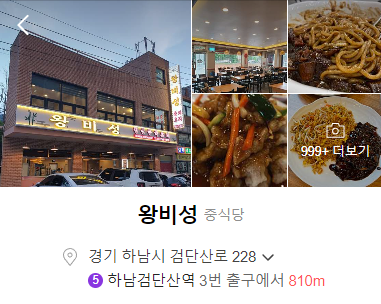 왕비성
999+ 더보기
왕비성 중식당
경기 하남시 검단산로 228
5 하남검단산역 3번 출구에서 810m